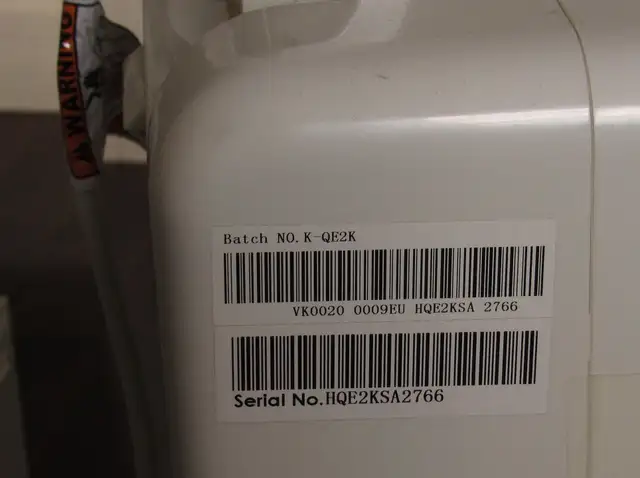 WARNING
Batch NO. K-QE2K
VK0020 0009EU HQE2KSA 2766
Serial No.HQE2KSA2766